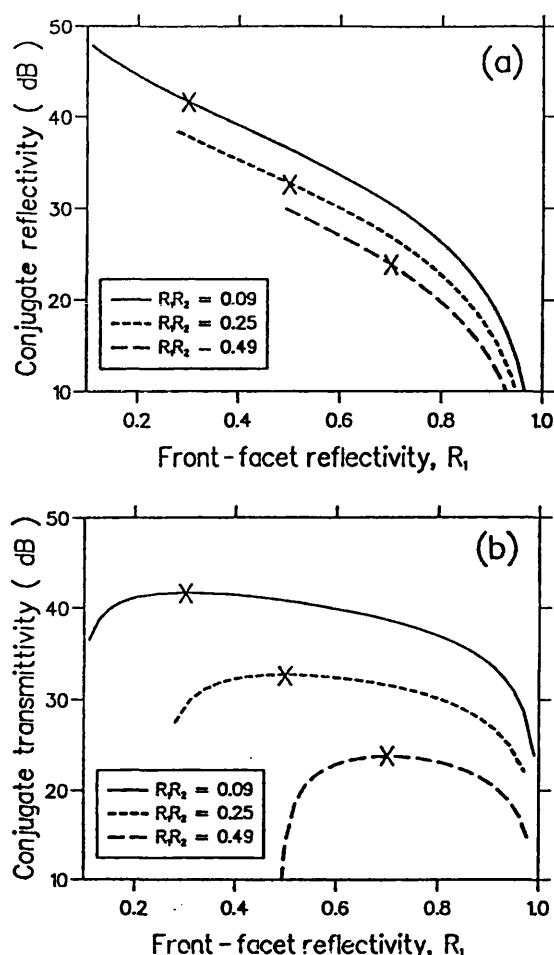 50
(a)
40
30
20
10
Conjugate reflectivity ( dB )
R₁R₂ = 0.09
R₁R₂ = 0.25
R₁R₂ - 0.49
0.2 0.4 0.6 0.8 1.0
Front-facet reflectivity, R₁
50
(b)
40
30
20
10
Conjugate transmittivity ( dB )
R₁R₂ = 0.09
R₁R₂ = 0.25
R₁R₂ = 0.49
0.2 0.4 0.6 0.8 1.0
Front-facet reflectivity, R₁